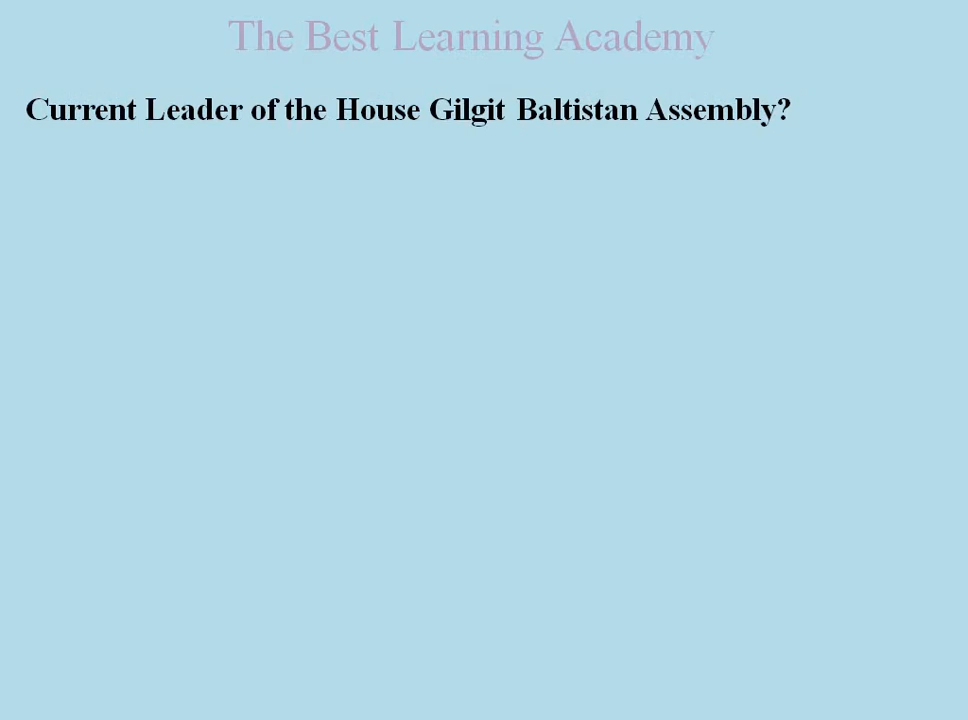 The Best Learning Academy
Current Leader of the House Gilgit Baltistan Assembly?